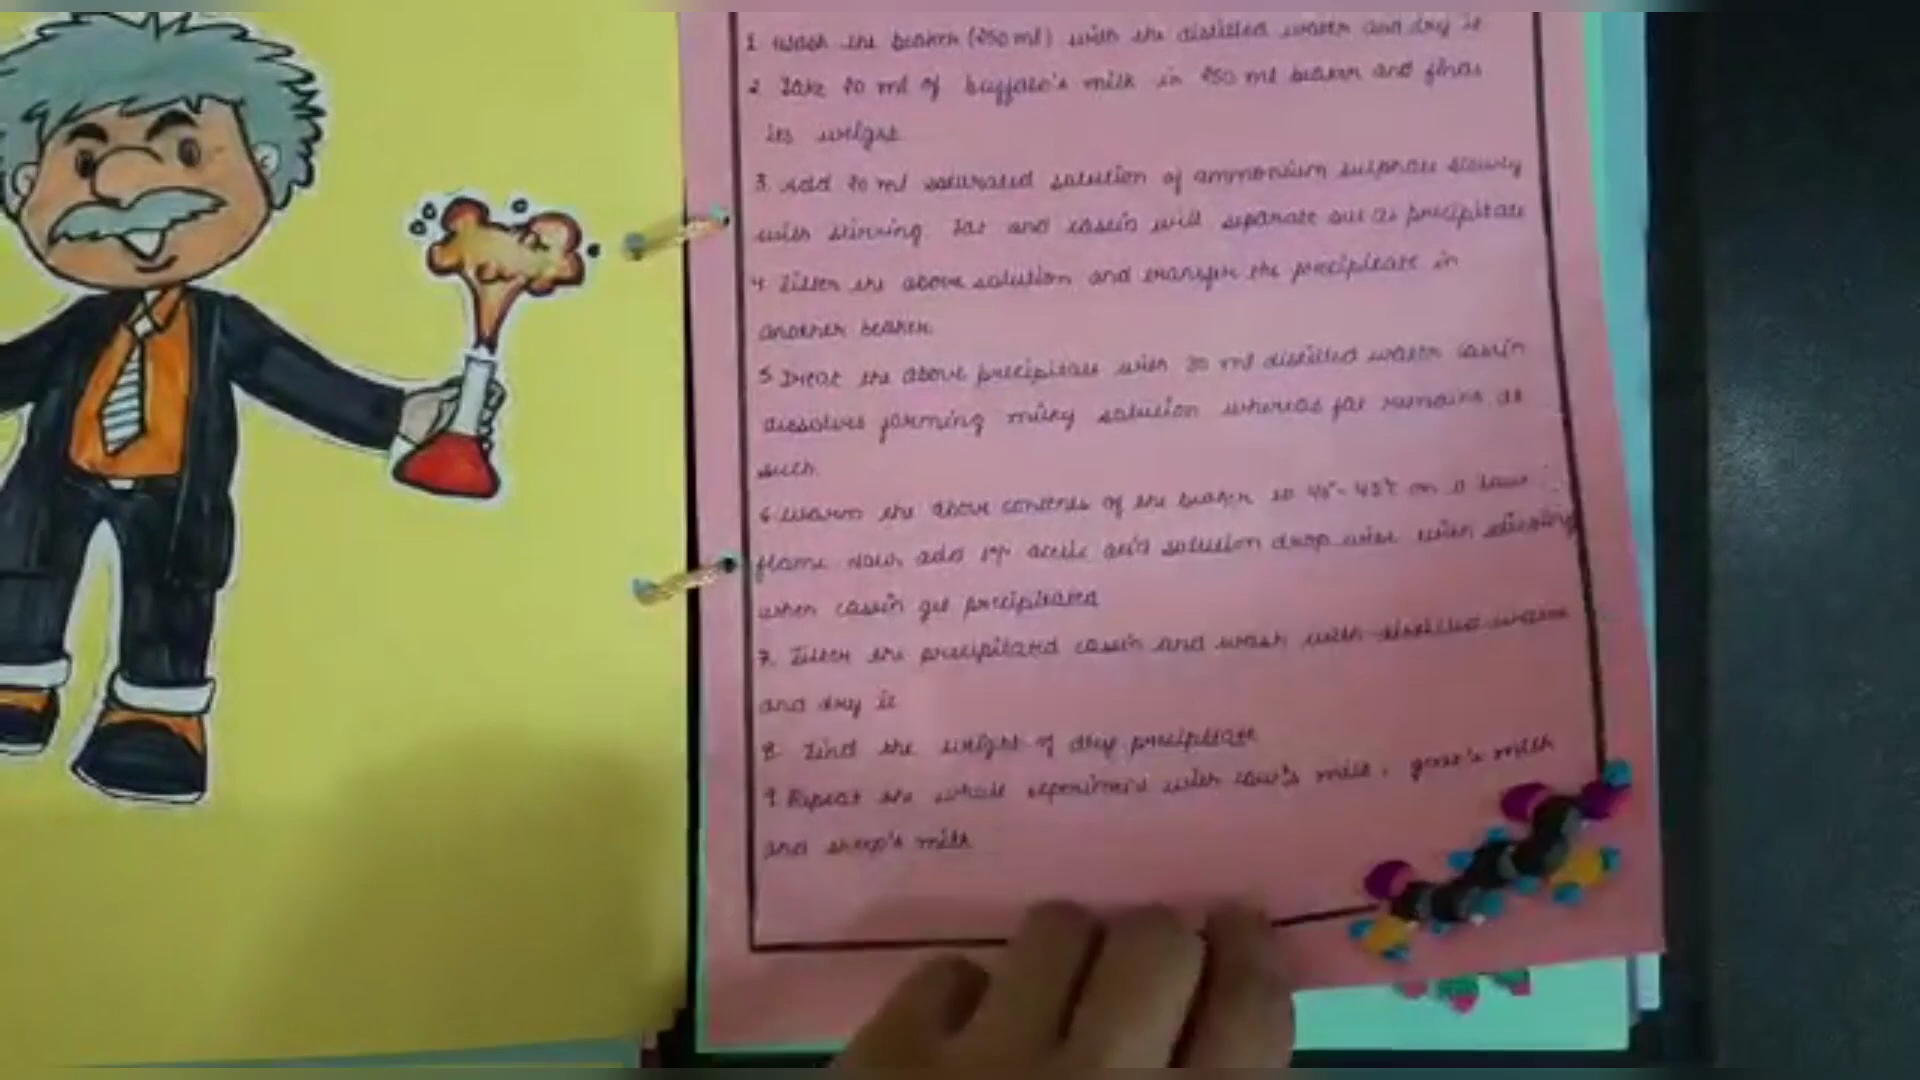 1. Wash the beaker (250 ml) with the distilled water and dry it
2. Take 20 ml of buffalo's milk in 250 ml beaker and find
its weight
3. Add 20 ml saturated solution of ammonium sulphate slowly
with stirring. Fat and casein will separate out as precipitate
4. Filter the above solution and transfer the precipitate in
another beaker.
5. Treat the above precipitate with 30 ml distilled water casein
dissolves forming milky solution whereas fat remains as
such.
6. Warm the above contents of the beaker to 40°-45°C on a low
flame Now add 1% acetic acid solution drop wise with stirring
when casein get precipitated
7. Filter the precipitated casein and wash with distilled water
and dry it
8. Find the weight of dry precipitate
9. Repeat the whole experiment with cow's milk, goat's milk
and sheep's milk